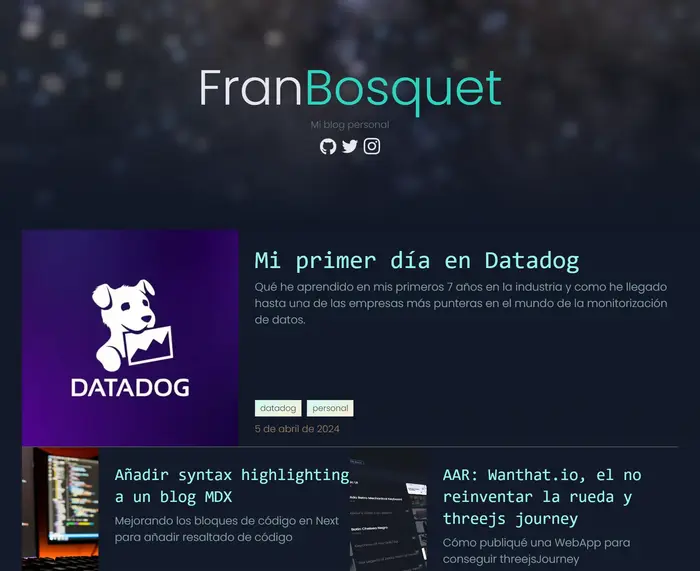 FranBosquet
Mi blog personal
Mi primer día en Datadog
Qué he aprendido en mis primeros 7 años en la industria y como he llegado
hasta una de las empresas más punteras en el mundo de la monitorización
de datos.
DATADOG
datadog personal
5 de abril de 2024
Añadir syntax highlighting
a un blog MDX
Mejorando los bloques de código en Next
para añadir resaltado de código
AAR: Wanthat.io, el no
reinventar la rueda y
threejs journey
Cómo publiqué una WebApp para
conseguir threejsJourney